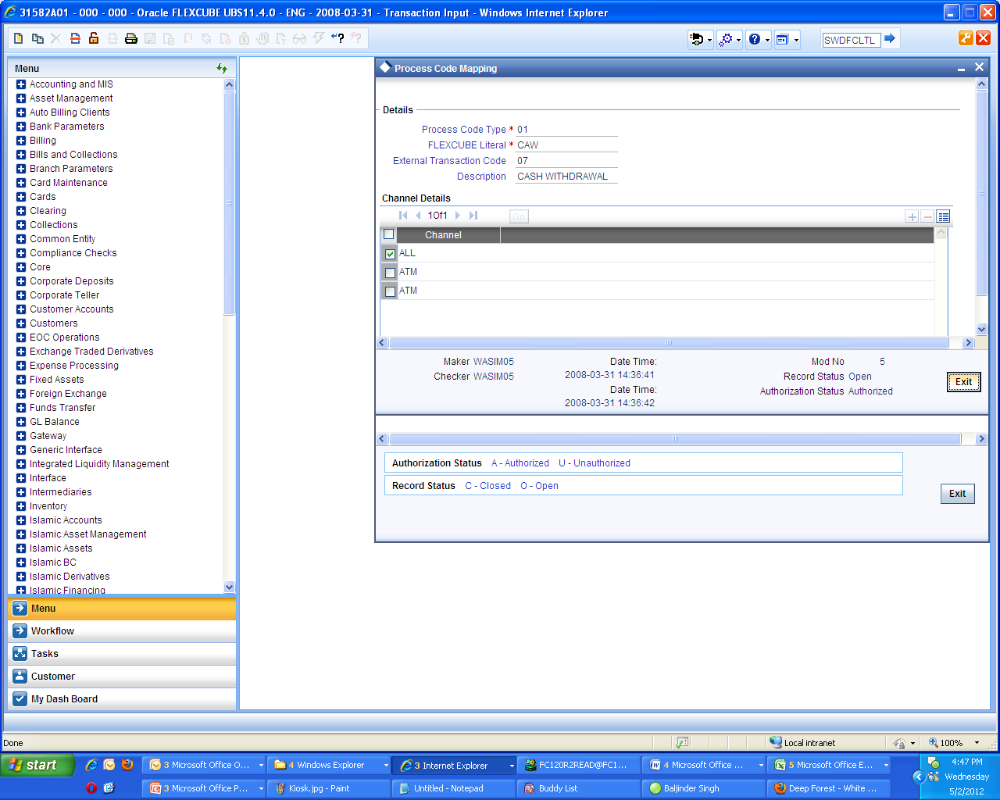 31582A01 - 000 - 000 - Oracle FLEXCUBE UBS11.4.0 - ENG - 2008-03-31 - Transaction Input - Windows Internet Explorer
SWDFCLTL
Menu
Accounting and MIS
Asset Management
Auto Billing Clients
Bank Parameters
Billing
Bills and Collections
Branch Parameters
Card Maintenance
Cards
Clearing
Collections
Common Entity
Compliance Checks
Core
Corporate Deposits
Corporate Teller
Customer Accounts
Customers
EOC Operations
Exchange Traded Derivatives
Expense Processing
Fixed Assets
Foreign Exchange
Funds Transfer
GL Balance
Gateway
Generic Interface
Integrated Liquidity Management
Interface
Intermediaries
Inventory
Islamic Accounts
Islamic Asset Management
Islamic Assets
Islamic BC
Islamic Derivatives
Islamic Financing
Menu
Workflow
Tasks
Customer
My Dash Board
Process Code Mapping
Details
Process Code Type * 01
FLEXCUBE Literal * CAW
External Transaction Code 07
Description CASH WITHDRAWAL
Channel Details
1Of1 Go
Channel
ALL
ATM
ATM
Maker WASIM05 Date Time: Mod No 5
2008-03-31 14:36:41
Checker WASIM05 Record Status Open
Date Time: Authorization Status Authorized
2008-03-31 14:36:42
Exit
Authorization Status A - Authorized U - Unauthorized
Record Status C - Closed O - Open
Exit
Done Local intranet 100%
start 3 Microsoft Office O... 4 Windows Explorer 3 Internet Explorer FC120R2READ@FC1... 4 Microsoft Office ... 5 Microsoft Office E... 4:47 PM
Wednesday
3 Microsoft Office P... Kiosk.jpg - Paint Untitled - Notepad Buddy List Baljinder Singh Deep Forest - White ... 5/2/2012